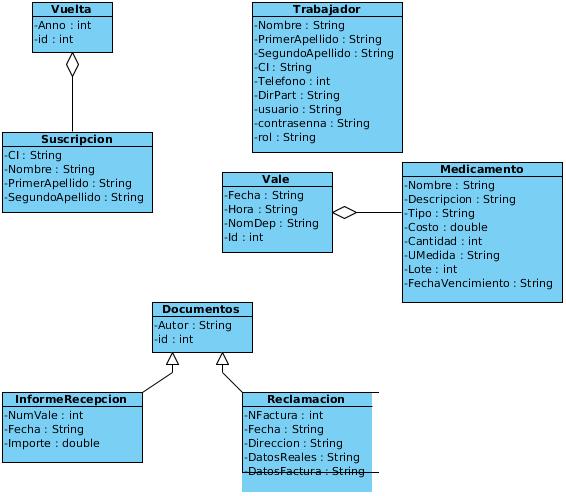 Vuelta
-Anno : int
-id : int
Trabajador
-Nombre : String
-PrimerApellido : String
-SegundoApellido : String
-CI : String
-Telefono : int
-DirPart : String
-usuario : String
-contrasenna : String
-rol : String
Suscripcion
-CI : String
-Nombre : String
-PrimerApellido : String
-SegundoApellido : String
Vale
-Fecha : String
-Hora : String
-NomDep : String
-Id : int
Medicamento
-Nombre : String
-Descripcion : String
-Tipo : String
-Costo : double
-Cantidad : int
-UMedida : String
-Lote : int
-FechaVencimiento : String
Documentos
-Autor : String
-id : int
InformeRecepcion
-NumVale : int
-Fecha : String
-Importe : double
Reclamacion
-NFactura : int
-Fecha : String
-Direccion : String
-DatosReales : String
-DatosFactura : String